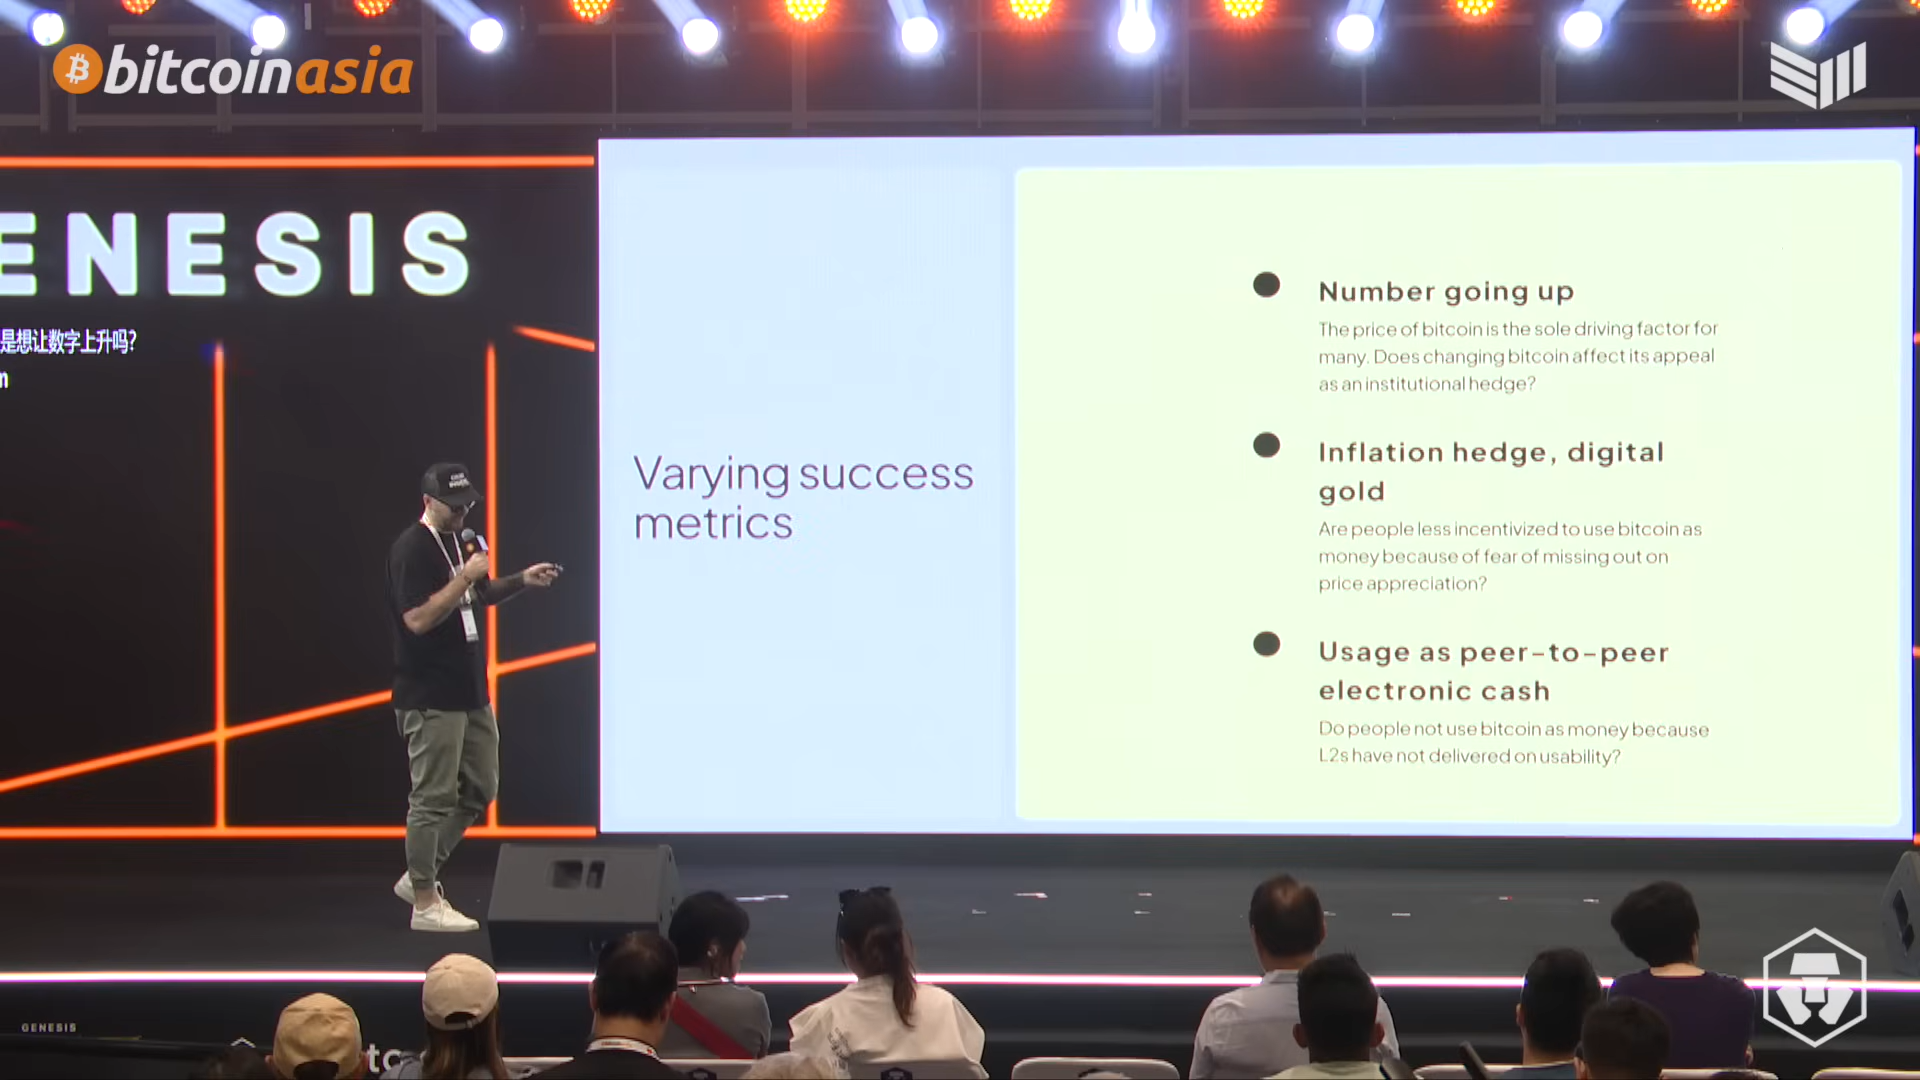 bitcoinasia
ENESIS
是想让数字上升吗?
Varying success
metrics
Number going up
The price of bitcoin is the sole driving factor for
many. Does changing bitcoin affect its appeal
as an institutional hedge?
Inflation hedge, digital
gold
Are people less incentivized to use bitcoin as
money because of fear of missing out on
price appreciation?
Usage as peer-to-peer
electronic cash
Do people not use bitcoin as money because
L2s have not delivered on usability?
GENESIS